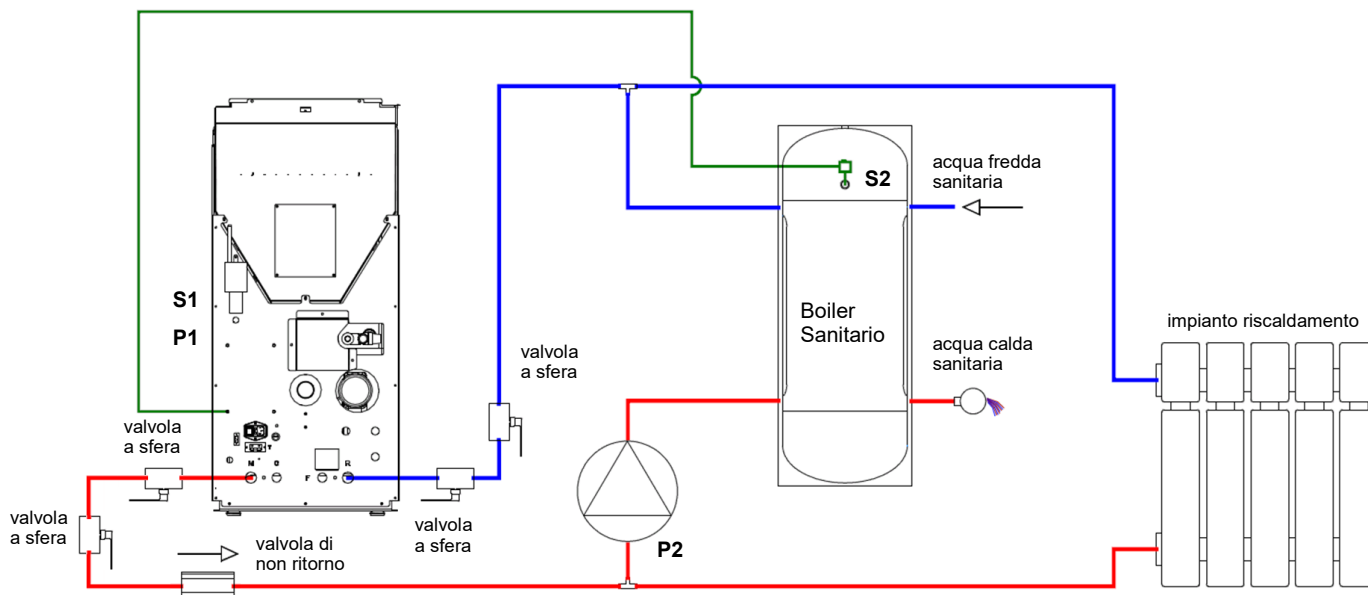 S2
acqua fredda
sanitaria
S1
P1
Boiler
Sanitario
impianto riscaldamento
acqua calda
sanitaria
valvola
a sfera
valvola
a sfera
T
M C F R
valvola
a sfera
valvola
a sfera
valvola di
non ritorno
P2